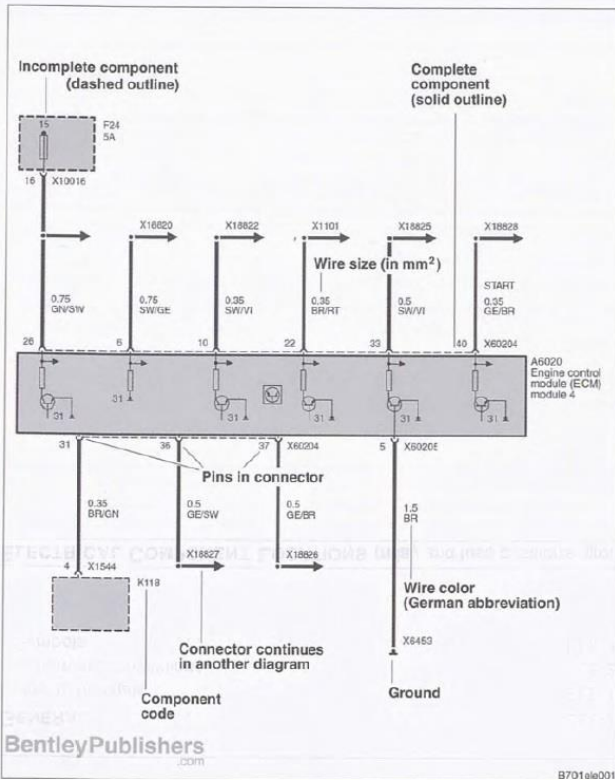 Incomplete component
(dashed outline)
Complete
component
(solid outline)
15
F24
5A
16
X10016
X16820
X18822
X1101
X16825
X18828
Wire size (in mm²)
0.75
GN/SW
0.75
SW/GE
0.35
SW/VI
0.35
BR/RT
0.5
SW/VI
START
0.35
GE/BR
26
6
10
22
33
40
X60204
A6020
Engine control
module (ECM)
module 4
31
31
31
31
31
31
31
36
37
X60204
5
X60205
Pins in connector
0.35
BR/GN
0.5
GE/SW
0.5
GE/BR
1.5
BR
4
X1544
X18827
X18826
K118
Wire color
(German abbreviation)
Connector continues
in another diagram
X6453
Component
code
Ground
BentleyPublishers
.com